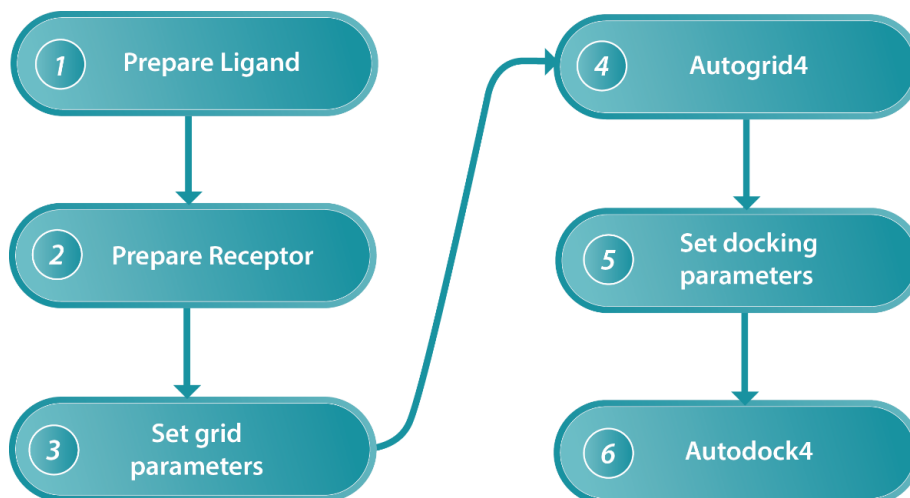 1 Prepare Ligand
2 Prepare Receptor
3 Set grid
parameters
4 Autogrid4
5 Set docking
parameters
6 Autodock4